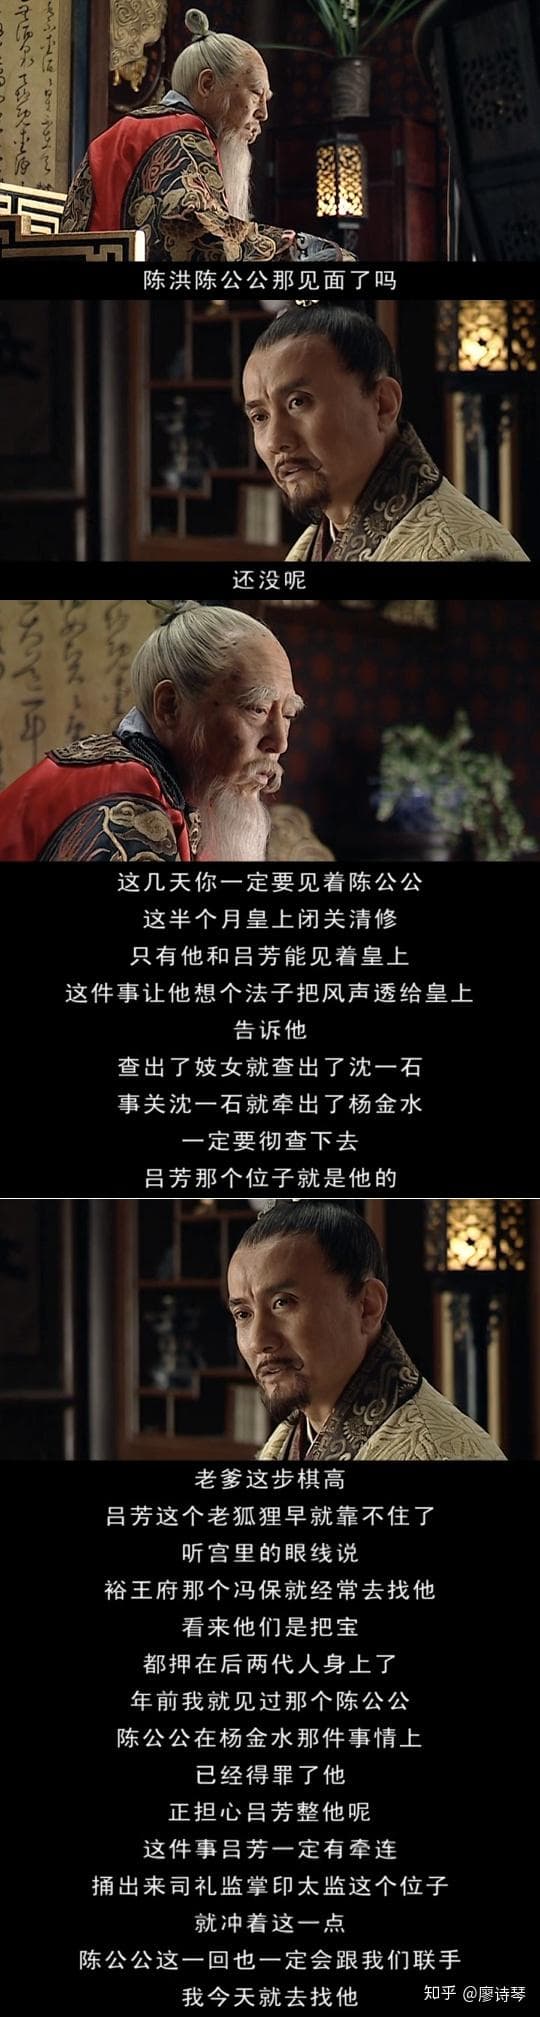 陈洪陈公公那见面了吗
还没呢
这几天你一定要见着陈公公
这半个月皇上闭关清修
只有他和吕芳能见着皇上
这件事让他想个法子把风声透给皇上
告诉他
查出了妓女就查出了沈一石
事关沈一石就牵出了杨金水
一定要彻查下去
吕芳那个位子就是他的
老爹这步棋高
吕芳这个老狐狸早就靠不住了
听宫里的眼线说
裕王府那个冯保就经常去找他
看来他们是把宝
都押在后两代人身上了
年前我就见过那个陈公公
陈公公在杨金水那件事情上
已经得罪了他
正担心吕芳整他呢
这件事吕芳一定有牵连
捅出来司礼监掌印太监这个位子
就冲着这一点
陈公公这一回也一定会跟我们联手
我今天就去找他
知乎 @廖诗琴